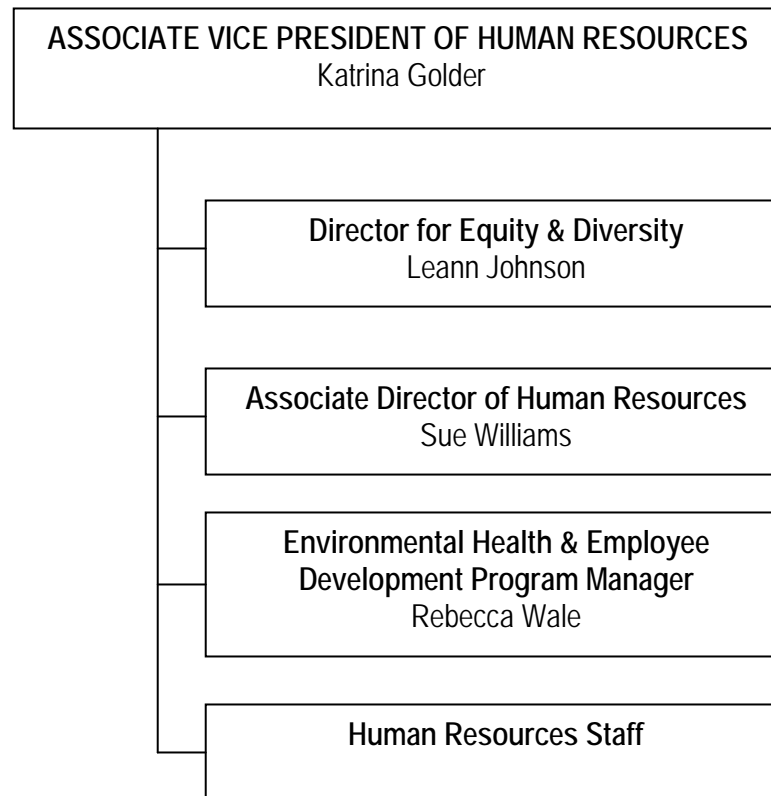 ASSOCIATE VICE PRESIDENT OF HUMAN RESOURCES
Katrina Golder
Director for Equity & Diversity
Leann Johnson
Associate Director of Human Resources
Sue Williams
Environmental Health & Employee
Development Program Manager
Rebecca Wale
Human Resources Staff